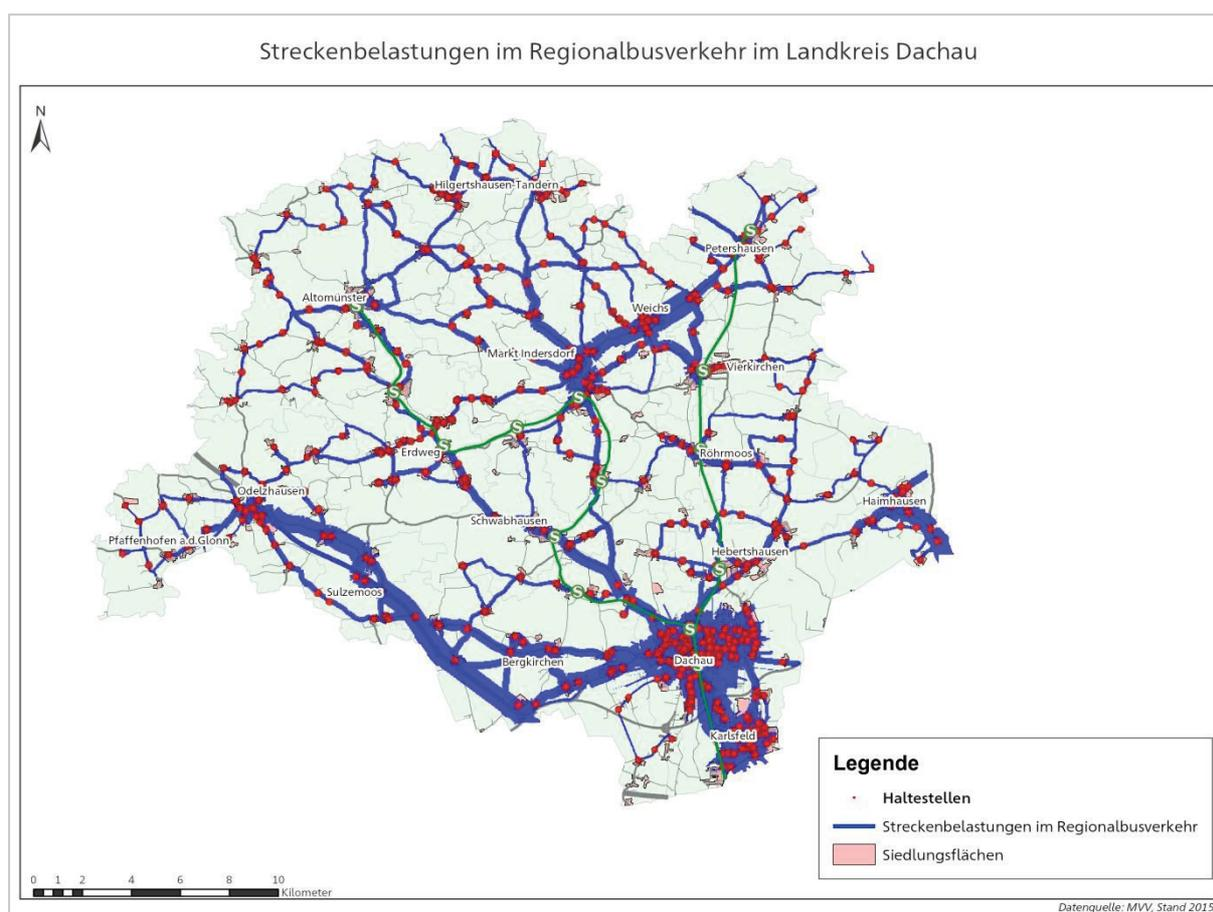 Streckenbelastungen im Regionalbusverkehr im Landkreis Dachau
N
Hilgertshausen-Tandern
Petershausen
S
Altomünster
S
Weichs
Markt Indersdorf
Vierkirchen
S
S
S
S
Erdweg
S
Röhrmoos
S
S
Odelzhausen
Haimhausen
Schwabhausen
Pfaffenhofen a.d.Glonn
S
Hebertshausen
S
Sulzemoos
S
S
Bergkirchen
Dachau
S
Karlsfeld
S
Legende
Haltestellen
Streckenbelastungen im Regionalbusverkehr
Siedlungsflächen
0 1 2 4 6 8 10
Kilometer
Datenquelle: MVV, Stand 2015